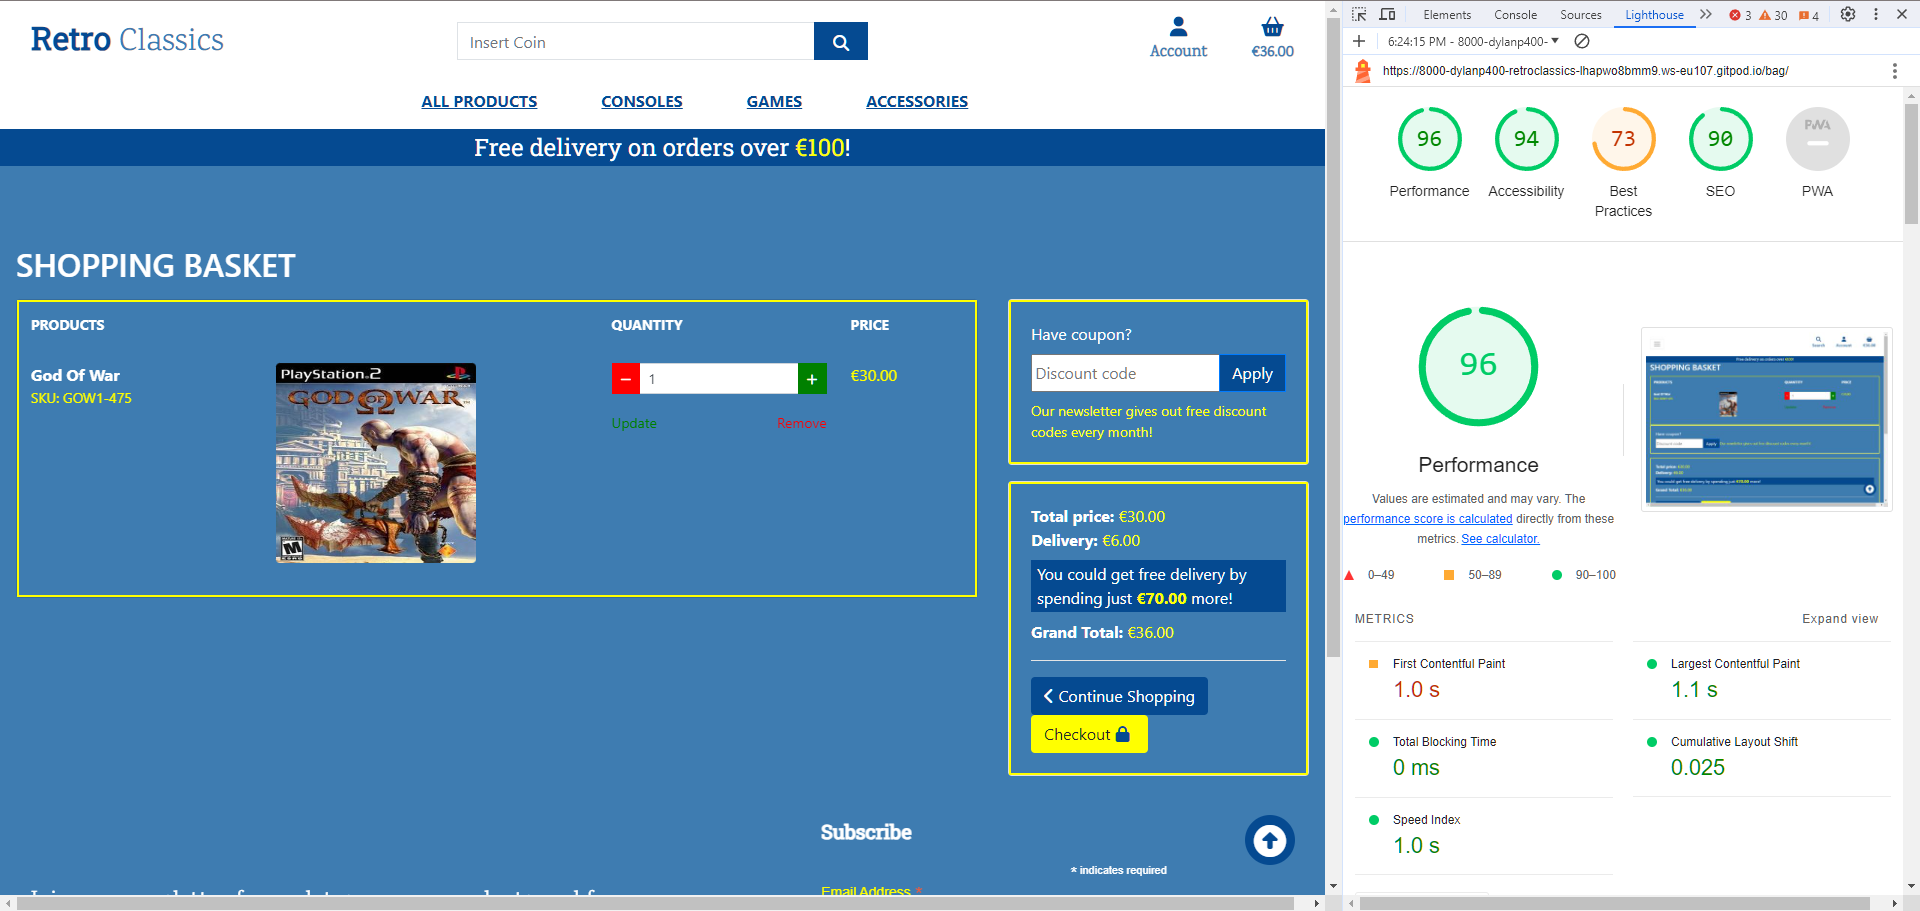 Retro Classics
Insert Coin
Account
€36.00
ALL PRODUCTS
CONSOLES
GAMES
ACCESSORIES
Free delivery on orders over €100!
SHOPPING BASKET
PRODUCTS
QUANTITY
PRICE
God Of War
SKU: GOW1-475
PlayStation 2
GOD OF WAR
M
1
€30.00
Update
Remove
Have coupon?
Discount code
Apply
Our newsletter gives out free discount
codes every month!
Total price: €30.00
Delivery: €6.00
You could get free delivery by
spending just €70.00 more!
Grand Total: €36.00
Continue Shopping
Checkout
Subscribe
* indicates required
Email Address *
Elements
Console
Sources
Lighthouse
3
30
4
6:24:15 PM - 8000-dylanp400-
https://8000-dylanp400-retroclassics-lhapwo8bmm9.ws-eu107.gitpod.io/bag/
96
94
73
90
PWA
Performance
Accessibility
Best
Practices
SEO
PWA
96
Performance
Values are estimated and may vary. The
performance score is calculated directly from these
metrics. See calculator.
0–49
50–89
90–100
SHOPPING BASKET
METRICS
Expand view
First Contentful Paint
1.0 s
Largest Contentful Paint
1.1 s
Total Blocking Time
0 ms
Cumulative Layout Shift
0.025
Speed Index
1.0 s